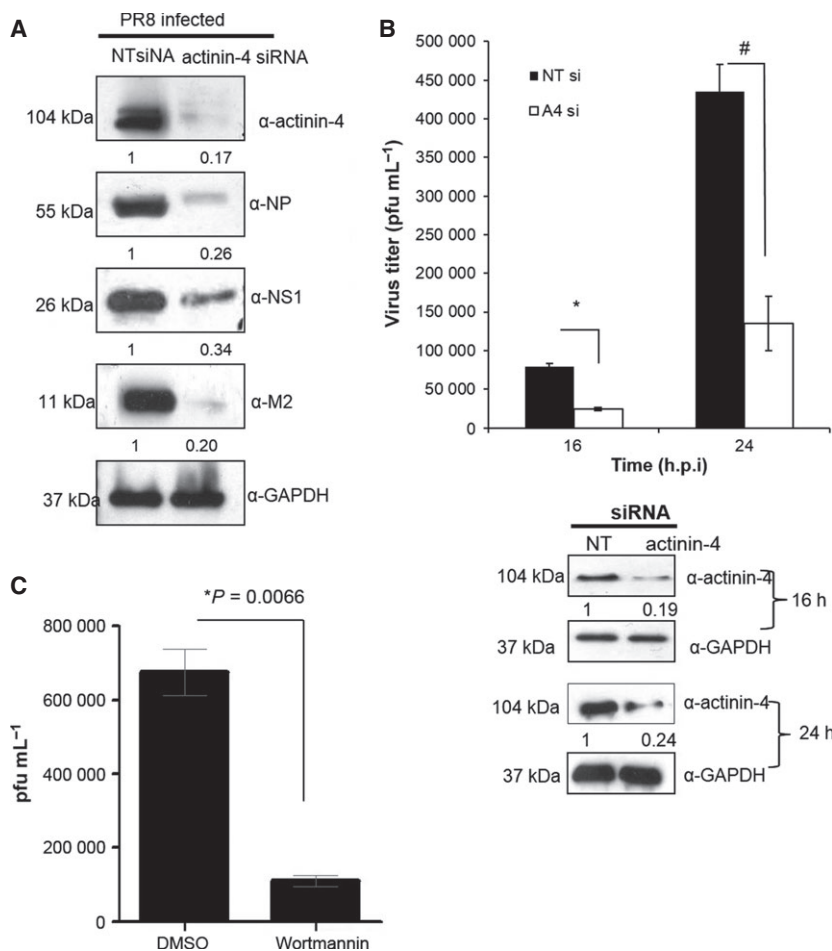 A
PR8 infected
NTsiNA actinin-4 siRNA
104 kDa
α-actinin-4
1 0.17
55 kDa
α-NP
1 0.26
26 kDa
α-NS1
1 0.34
11 kDa
α-M2
1 0.20
37 kDa
α-GAPDH
B
Virus titer (pfu mL⁻¹)
500 000
450 000
400 000
350 000
300 000
250 000
200 000
150 000
100 000
50 000
0
NT si
A4 si
*
#
16 24
Time (h.p.i)
siRNA
NT actinin-4
104 kDa
α-actinin-4
1 0.19
16 h
37 kDa
α-GAPDH
104 kDa
α-actinin-4
1 0.24
24 h
37 kDa
α-GAPDH
C
*P = 0.0066
pfu mL⁻¹
800 000
600 000
400 000
200 000
0
DMSO Wortmannin